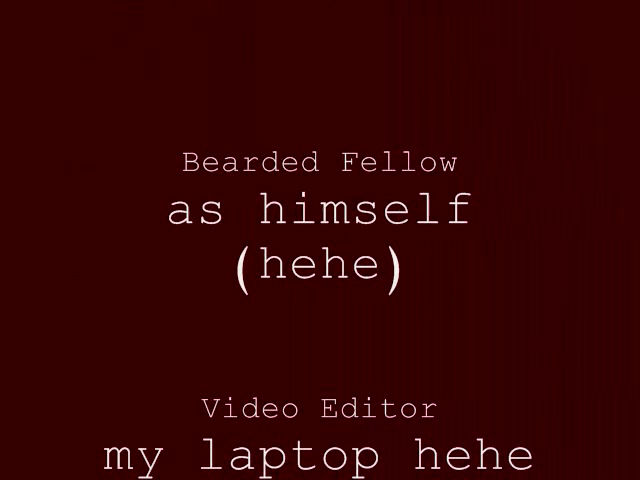 Bearded Fellow
as himself
(hehe)
Video Editor
my laptop hehe